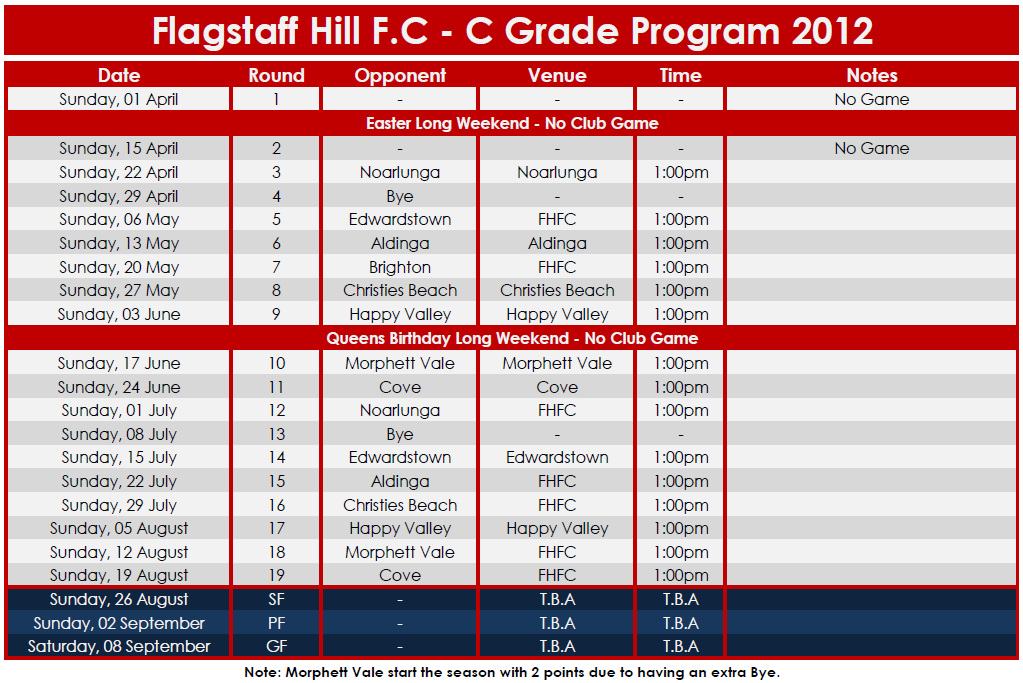 Flagstaff Hill F.C - C Grade Program 2012
Date Round Opponent Venue Time Notes
Sunday, 01 April 1 - - - No Game
Easter Long Weekend - No Club Game
Sunday, 15 April 2 - - - No Game
Sunday, 22 April 3 Noarlunga Noarlunga 1:00pm
Sunday, 29 April 4 Bye - -
Sunday, 06 May 5 Edwardstown FHFC 1:00pm
Sunday, 13 May 6 Aldinga Aldinga 1:00pm
Sunday, 20 May 7 Brighton FHFC 1:00pm
Sunday, 27 May 8 Christies Beach Christies Beach 1:00pm
Sunday, 03 June 9 Happy Valley Happy Valley 1:00pm
Queens Birthday Long Weekend - No Club Game
Sunday, 17 June 10 Morphett Vale Morphett Vale 1:00pm
Sunday, 24 June 11 Cove Cove 1:00pm
Sunday, 01 July 12 Noarlunga FHFC 1:00pm
Sunday, 08 July 13 Bye - -
Sunday, 15 July 14 Edwardstown Edwardstown 1:00pm
Sunday, 22 July 15 Aldinga FHFC 1:00pm
Sunday, 29 July 16 Christies Beach FHFC 1:00pm
Sunday, 05 August 17 Happy Valley Happy Valley 1:00pm
Sunday, 12 August 18 Morphett Vale FHFC 1:00pm
Sunday, 19 August 19 Cove FHFC 1:00pm
Sunday, 26 August SF - T.B.A T.B.A
Sunday, 02 September PF - T.B.A T.B.A
Saturday, 08 September GF - T.B.A T.B.A
Note: Morphett Vale start the season with 2 points due to having an extra Bye.